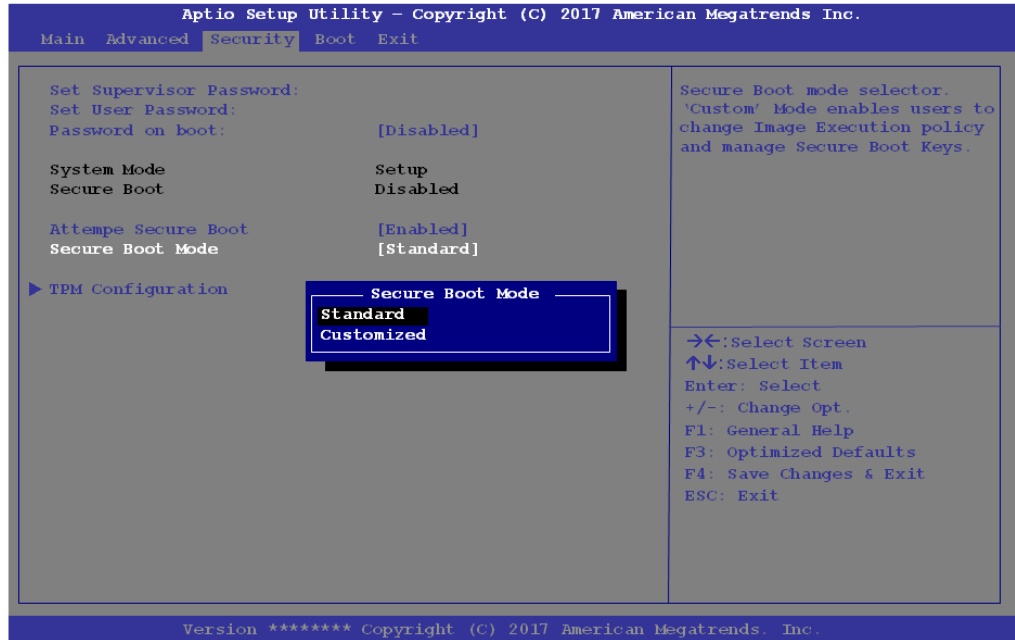 Aptio Setup Utility – Copyright (C) 2017 American Megatrends Inc.
Main Advanced Security Boot Exit
Set Supervisor Password:
Set User Password:
Password on boot: [Disabled]
System Mode Setup
Secure Boot Disabled
Attempe Secure Boot [Enabled]
Secure Boot Mode [Standard]
▶ TPM Configuration
Secure Boot Mode
Standard
Customized
Secure Boot mode selector.
‘Custom’ Mode enables users to
change Image Execution policy
and manage Secure Boot Keys.
→←:Select Screen
↑↓:Select Item
Enter: Select
+/-: Change Opt.
F1: General Help
F3: Optimized Defaults
F4: Save Changes & Exit
ESC: Exit
Version ******** Copyright (C) 2017 American Megatrends. Inc.